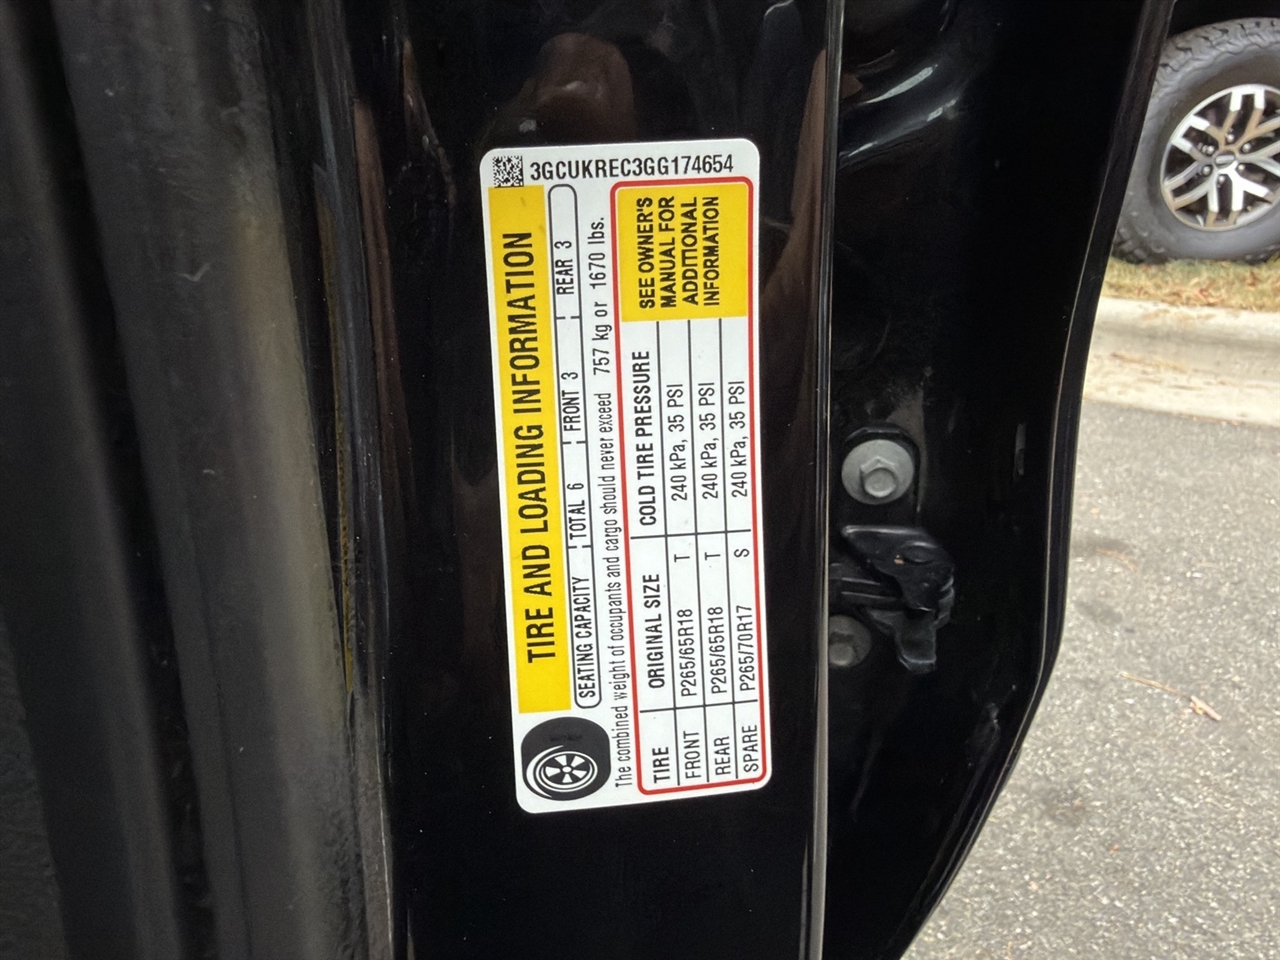 3GCUKREC3GG174654
TIRE AND LOADING INFORMATION
SEATING CAPACITY TOTAL 6 FRONT 3 REAR 3
The combined weight of occupants and cargo should never exceed 757 kg or 1670 lbs.
TIRE ORIGINAL SIZE COLD TIRE PRESSURE
FRONT P265/65R18 T 240 kPa, 35 PSI
REAR P265/65R18 T 240 kPa, 35 PSI
SPARE P265/70R17 S 240 kPa, 35 PSI
SEE OWNER'S
MANUAL FOR
ADDITIONAL
INFORMATION